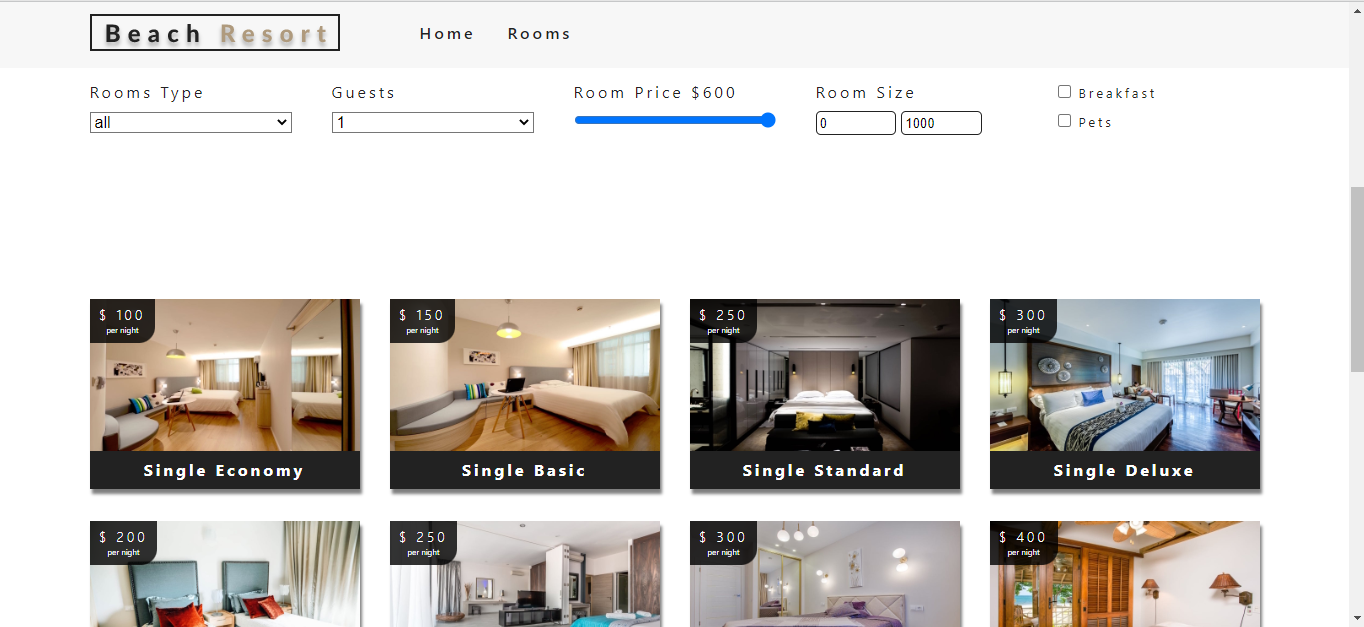 Beach Resort
Home Rooms
Rooms Type Guests Room Price $600 Room Size
Breakfast
all 1 0 1000
Pets
$ 100 $ 150 $ 250 $ 300
per night per night per night per night
Single Economy Single Basic Single Standard Single Deluxe
$ 200 $ 250 $ 300 $ 400
per night per night per night per night